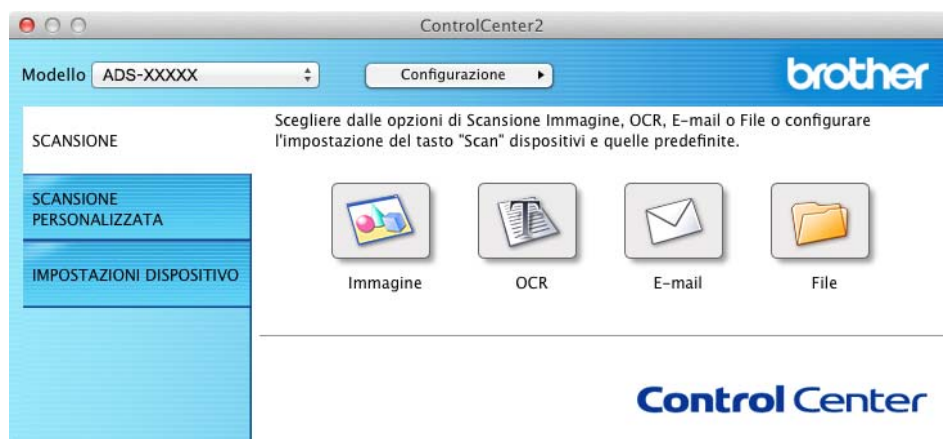 ControlCenter2
Modello ADS-XXXXX Configurazione brother
SCANSIONE
Scegliere dalle opzioni di Scansione Immagine, OCR, E-mail o File o configurare
l'impostazione del tasto "Scan" dispositivi e quelle predefinite.
SCANSIONE
PERSONALIZZATA
IMPOSTAZIONI DISPOSITIVO
Immagine OCR E-mail File
Control Center